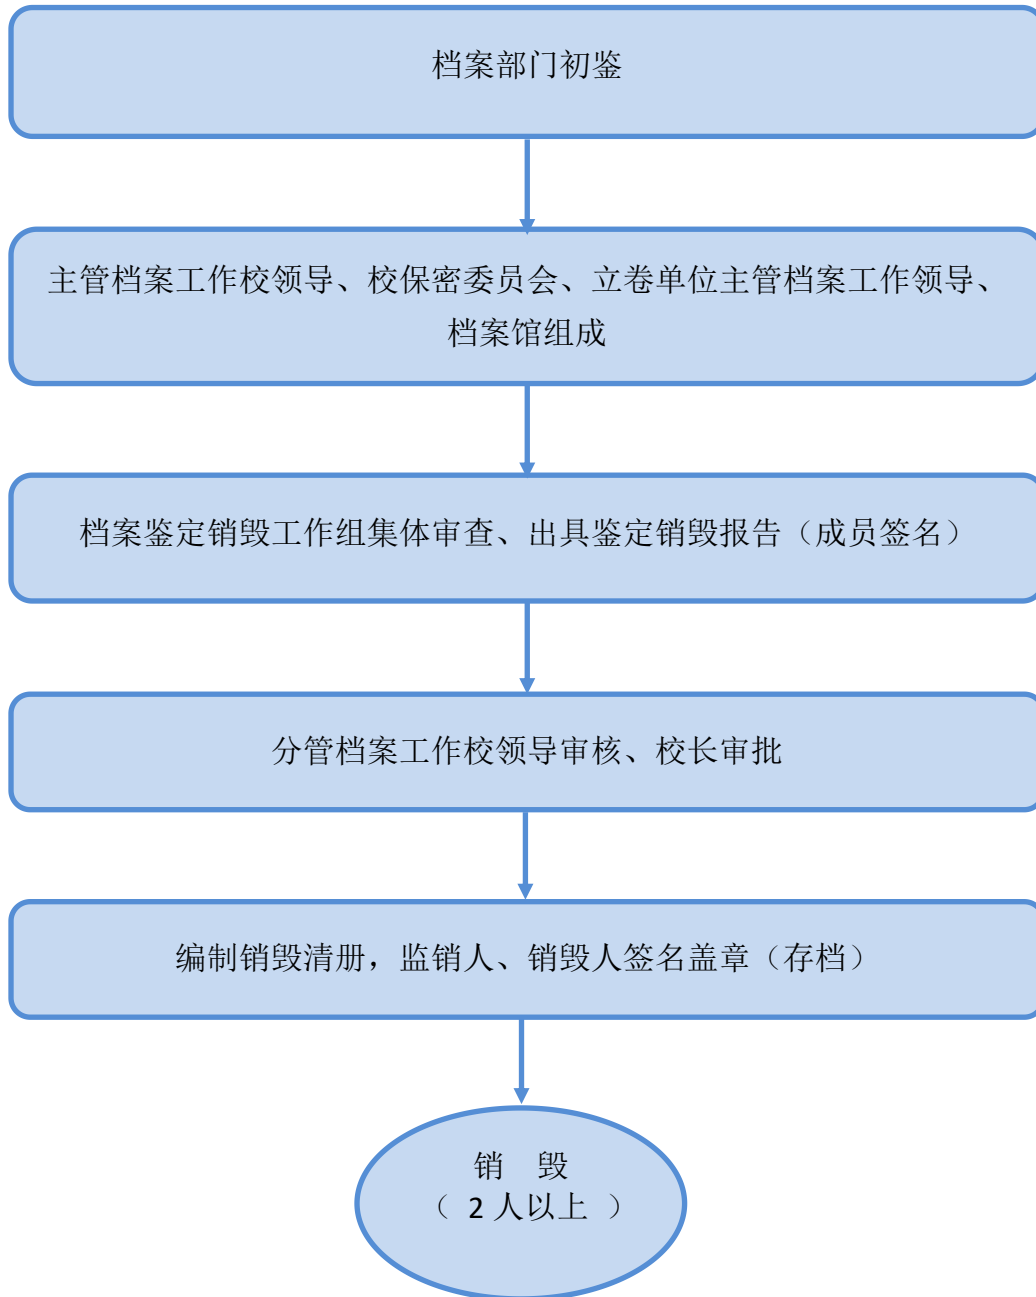 档案部门初鉴
主管档案工作校领导、校保密委员会、立卷单位主管档案工作领导、
档案馆组成
档案鉴定销毁工作组集体审查、出具鉴定销毁报告（成员签名）
分管档案工作校领导审核、校长审批
编制销毁清册，监销人、销毁人签名盖章（存档）
销　毁
（ 2 人以上 ）